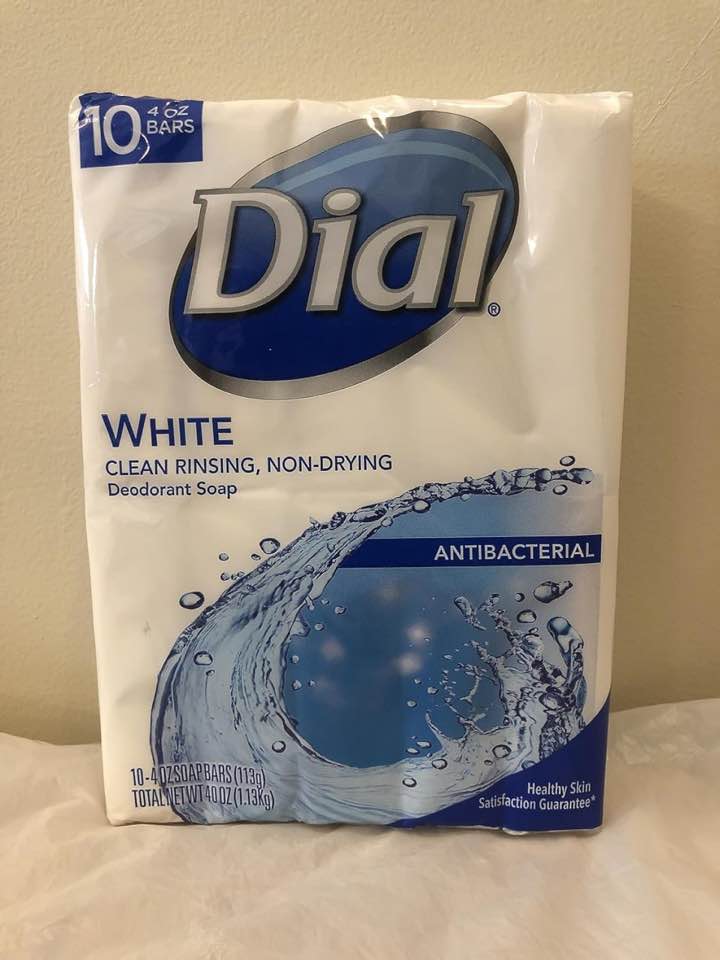 10 4 OZ
BARS
Dial®
WHITE
CLEAN RINSING, NON-DRYING
Deodorant Soap
ANTIBACTERIAL
10-4 OZ SOAP BARS (113g)
TOTAL NET WT 40 OZ (1.13Kg)
Healthy Skin
Satisfaction Guarantee*